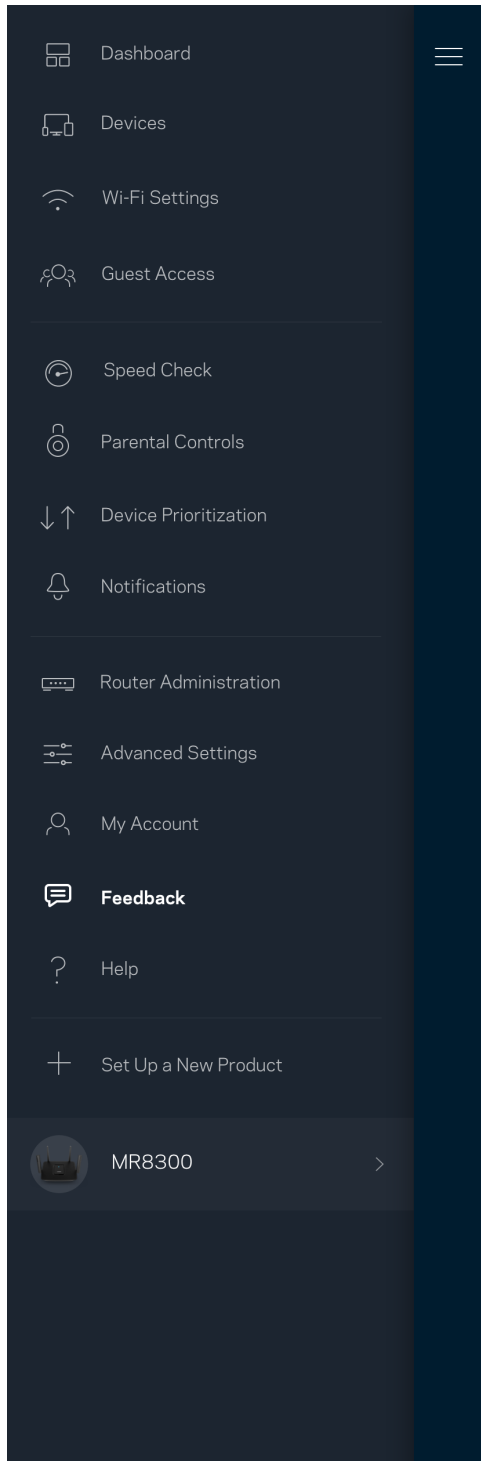 Dashboard
Devices
Wi-Fi Settings
Guest Access
Speed Check
Parental Controls
Device Prioritization
Notifications
Router Administration
Advanced Settings
My Account
Feedback
Help
Set Up a New Product
MR8300